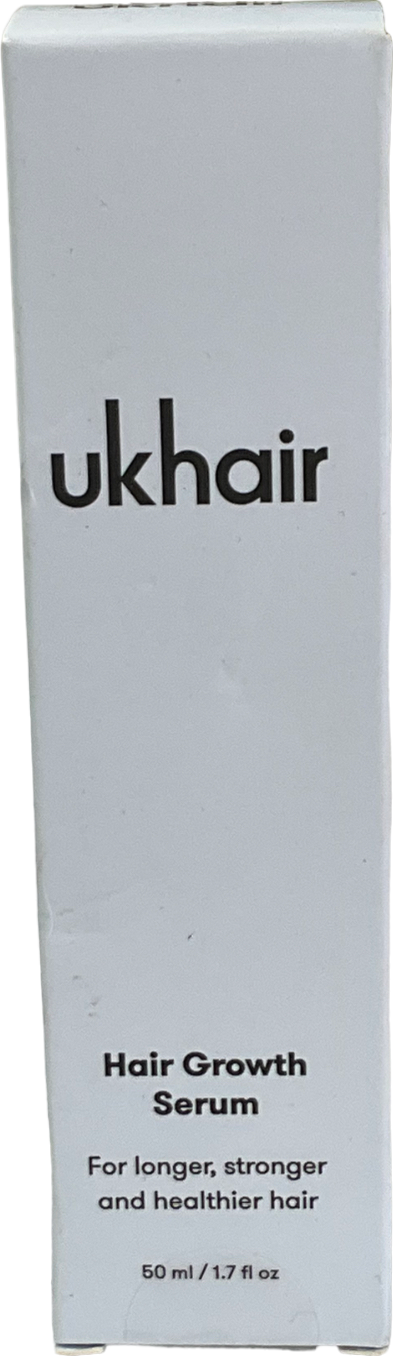 ukhair
Hair Growth
Serum
For longer, stronger
and healthier hair
50 ml / 1.7 fl oz